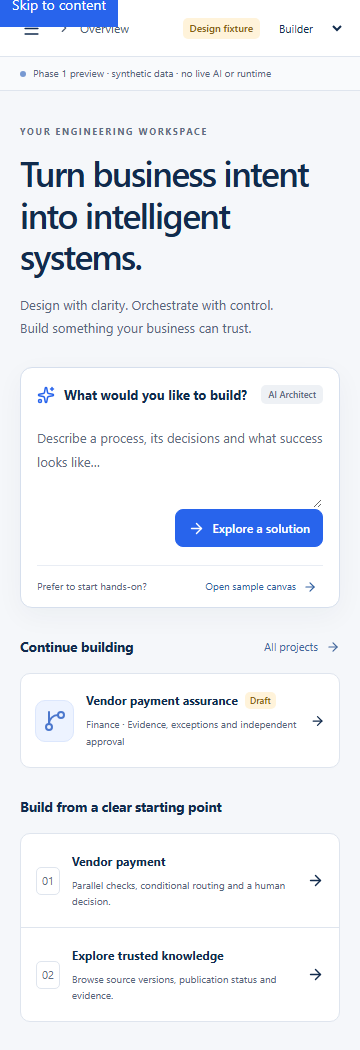 Skip to content
Overview
Design fixture
Builder
Phase 1 preview · synthetic data · no live AI or runtime
YOUR ENGINEERING WORKSPACE
Turn business intent
into intelligent
systems.
Design with clarity. Orchestrate with control.
Build something your business can trust.
What would you like to build?
AI Architect
Describe a process, its decisions and what success
looks like...
Explore a solution
Prefer to start hands-on?
Open sample canvas
Continue building
All projects
Vendor payment assurance
Draft
Finance · Evidence, exceptions and independent
approval
Build from a clear starting point
01
Vendor payment
Parallel checks, conditional routing and a human
decision.
02
Explore trusted knowledge
Browse source versions, publication status and
evidence.